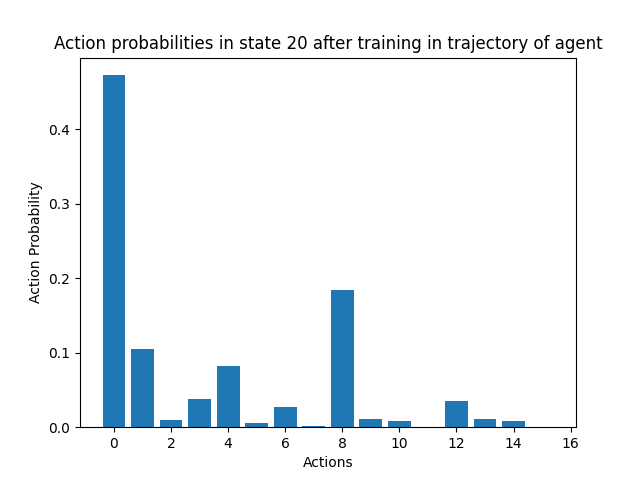 Action probabilities in state 20 after training in trajectory of agent
Action Probability
0.4
0.3
0.2
0.1
0.0
0 2 4 6 8 10 12 14 16
Actions